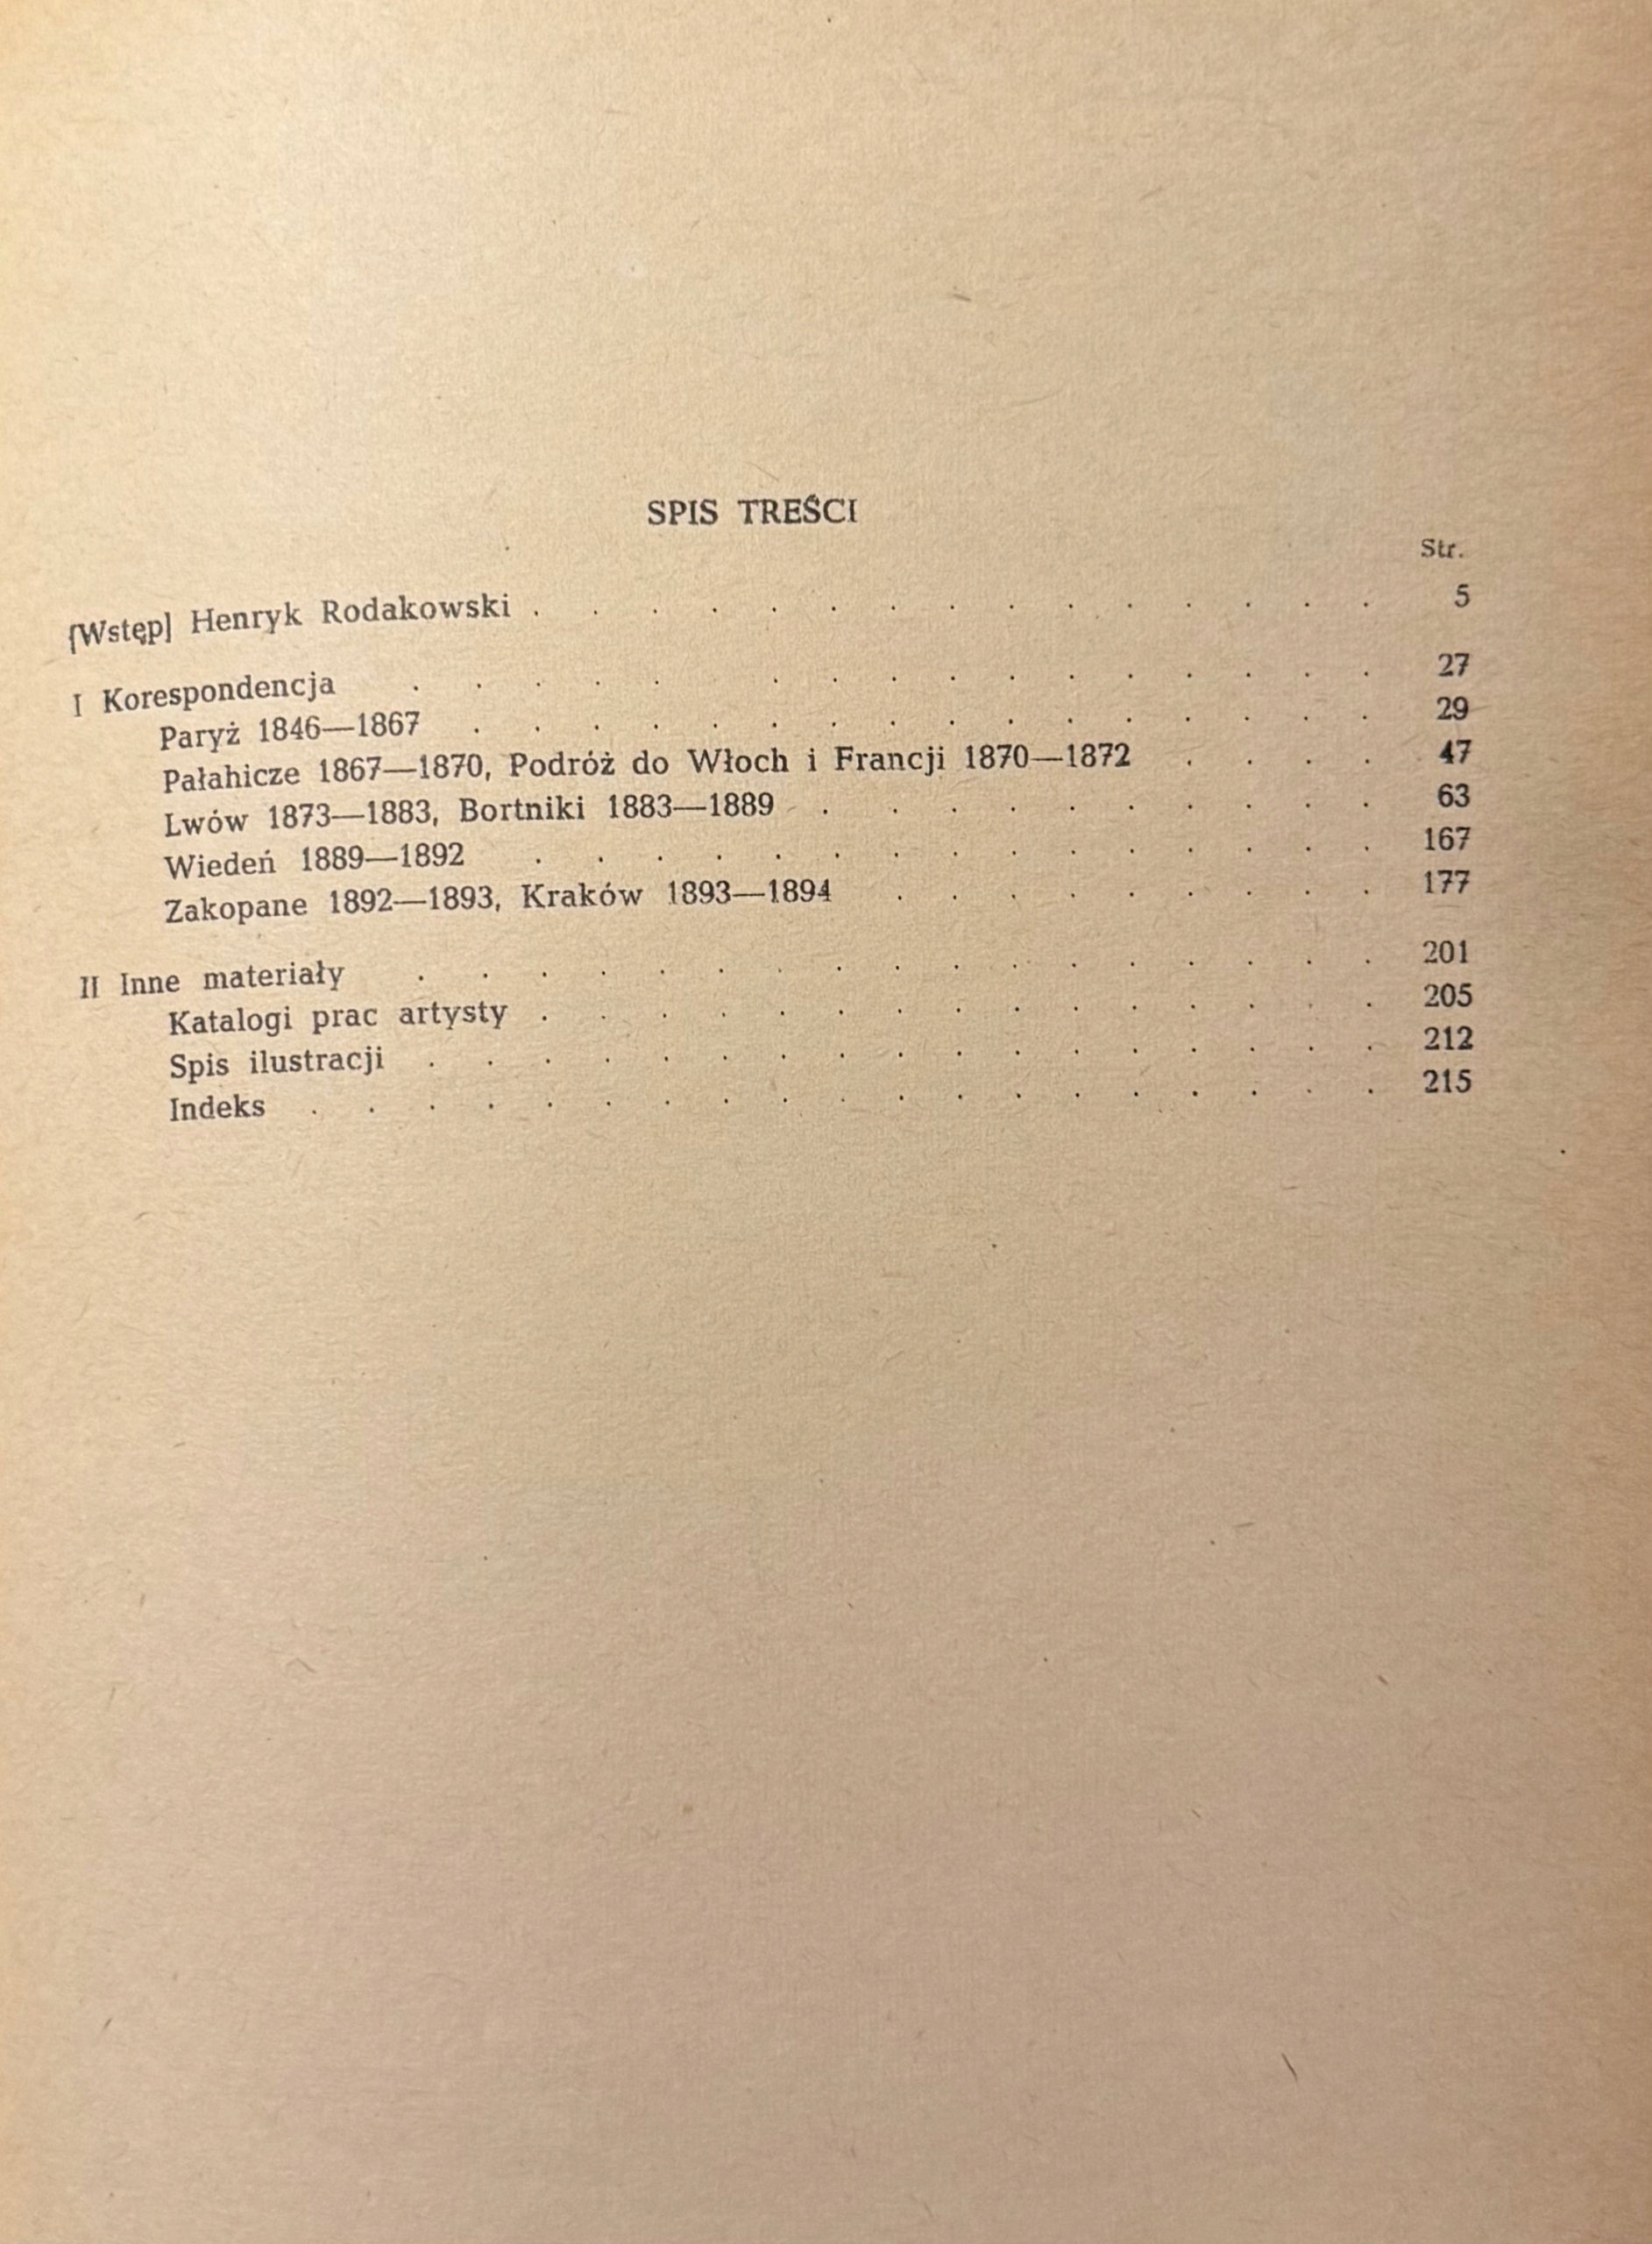 SPIS TREŚCI
Str.
[Wstęp] Henryk Rodakowski . . . . . . . . . . . . . . . 5
I Korespondencja . . . . . . . . . . . . . . . . 27
Paryż 1846—1867 . . . . . . . . . . . . . . . . 29
Pałahicze 1867—1870, Podróż do Włoch i Francji 1870—1872 . . . . 47
Lwów 1873—1883, Bortniki 1883—1889 . . . . . . . . . . 63
Wiedeń 1889—1892 . . . . . . . . . . . . . . . 167
Zakopane 1892—1893, Kraków 1893—1894 . . . . . . . . . 177
II Inne materiały . . . . . . . . . . . . . . . . . 201
Katalogi prac artysty . . . . . . . . . . . . . . . 205
Spis ilustracji . . . . . . . . . . . . . . . . . 212
Indeks . . . . . . . . . . . . . . . . . . . 215